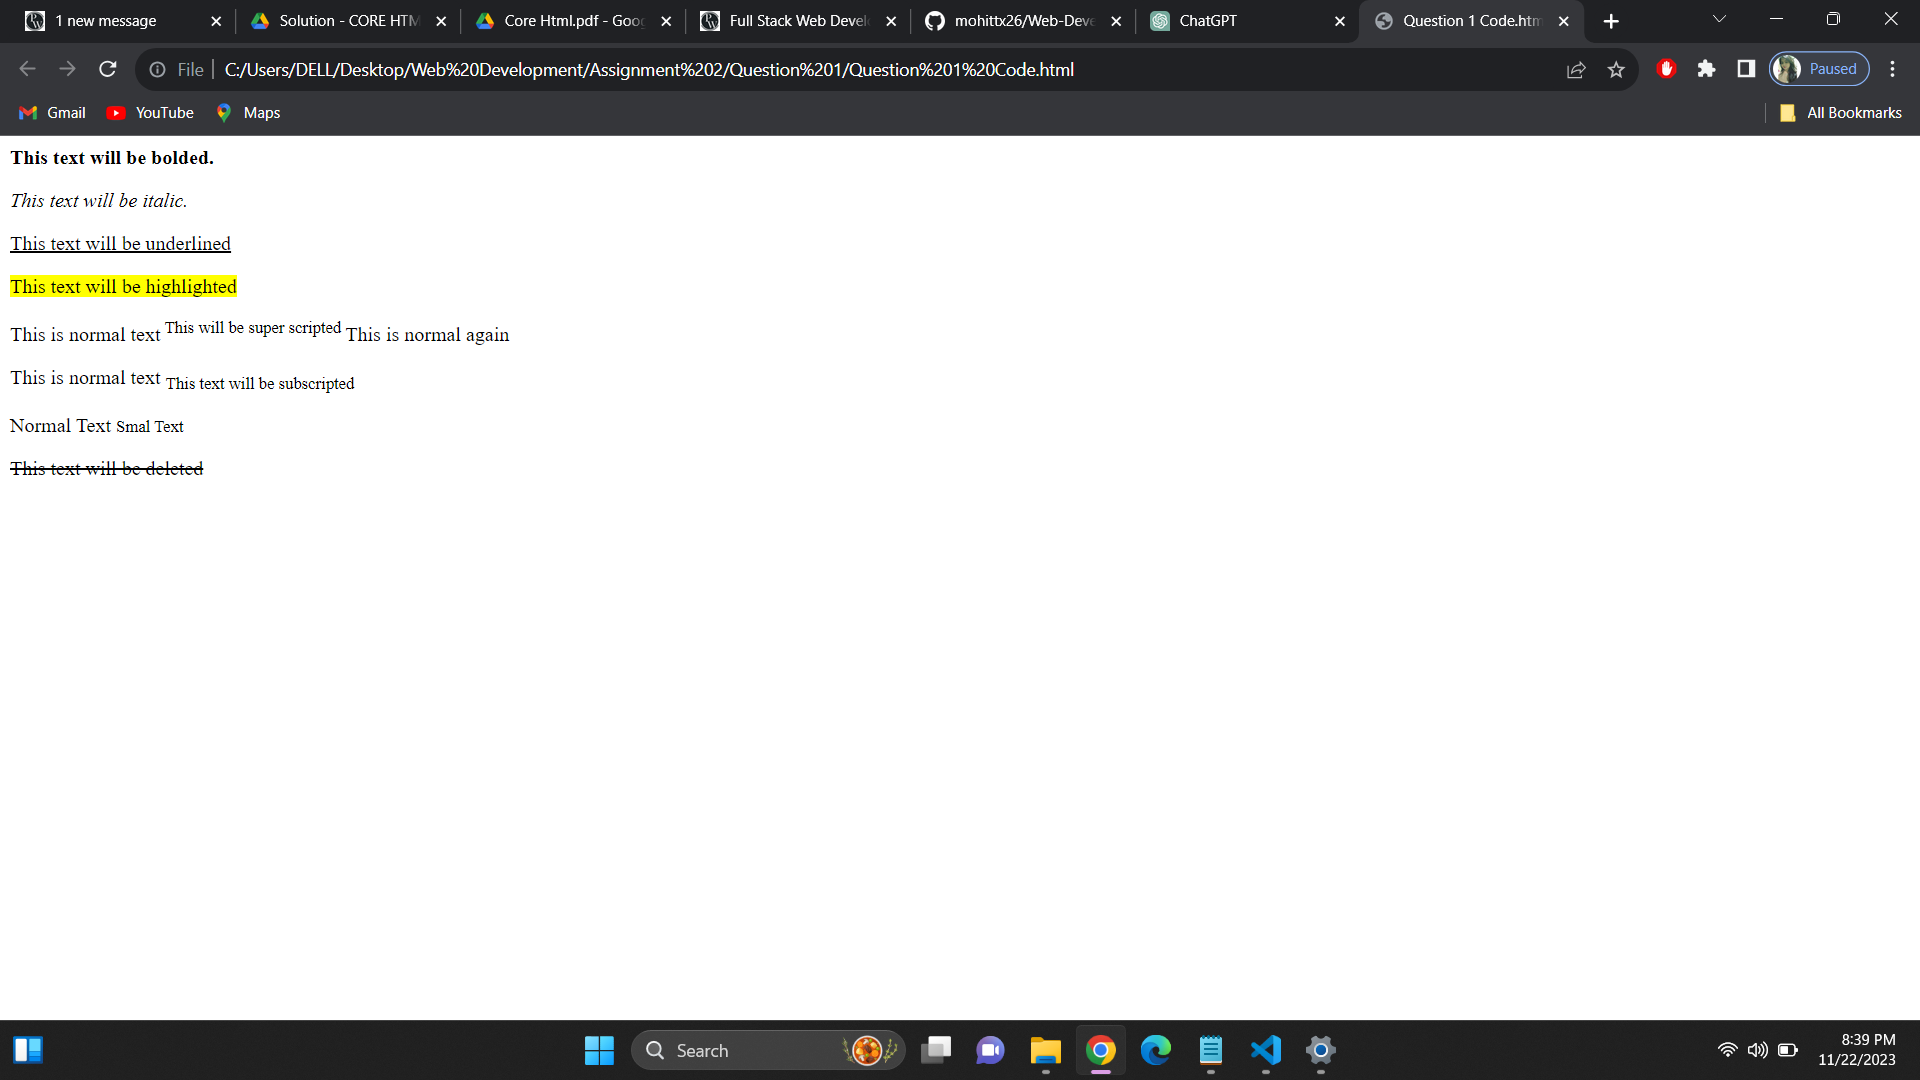 1 new message
Solution - CORE HTM
Core Html.pdf - Goog
Full Stack Web Devel
mohittx26/Web-Deve
ChatGPT
Question 1 Code.htm
File
C:/Users/DELL/Desktop/Web%20Development/Assignment%202/Question%201/Question%201%20Code.html
Paused
Gmail
YouTube
Maps
All Bookmarks
This text will be bolded.
This text will be italic.
This text will be underlined
This text will be highlighted
This is normal text This will be super scripted This is normal again
This is normal text This text will be subscripted
Normal Text Smal Text
This text will be deleted
Search
8:39 PM
11/22/2023